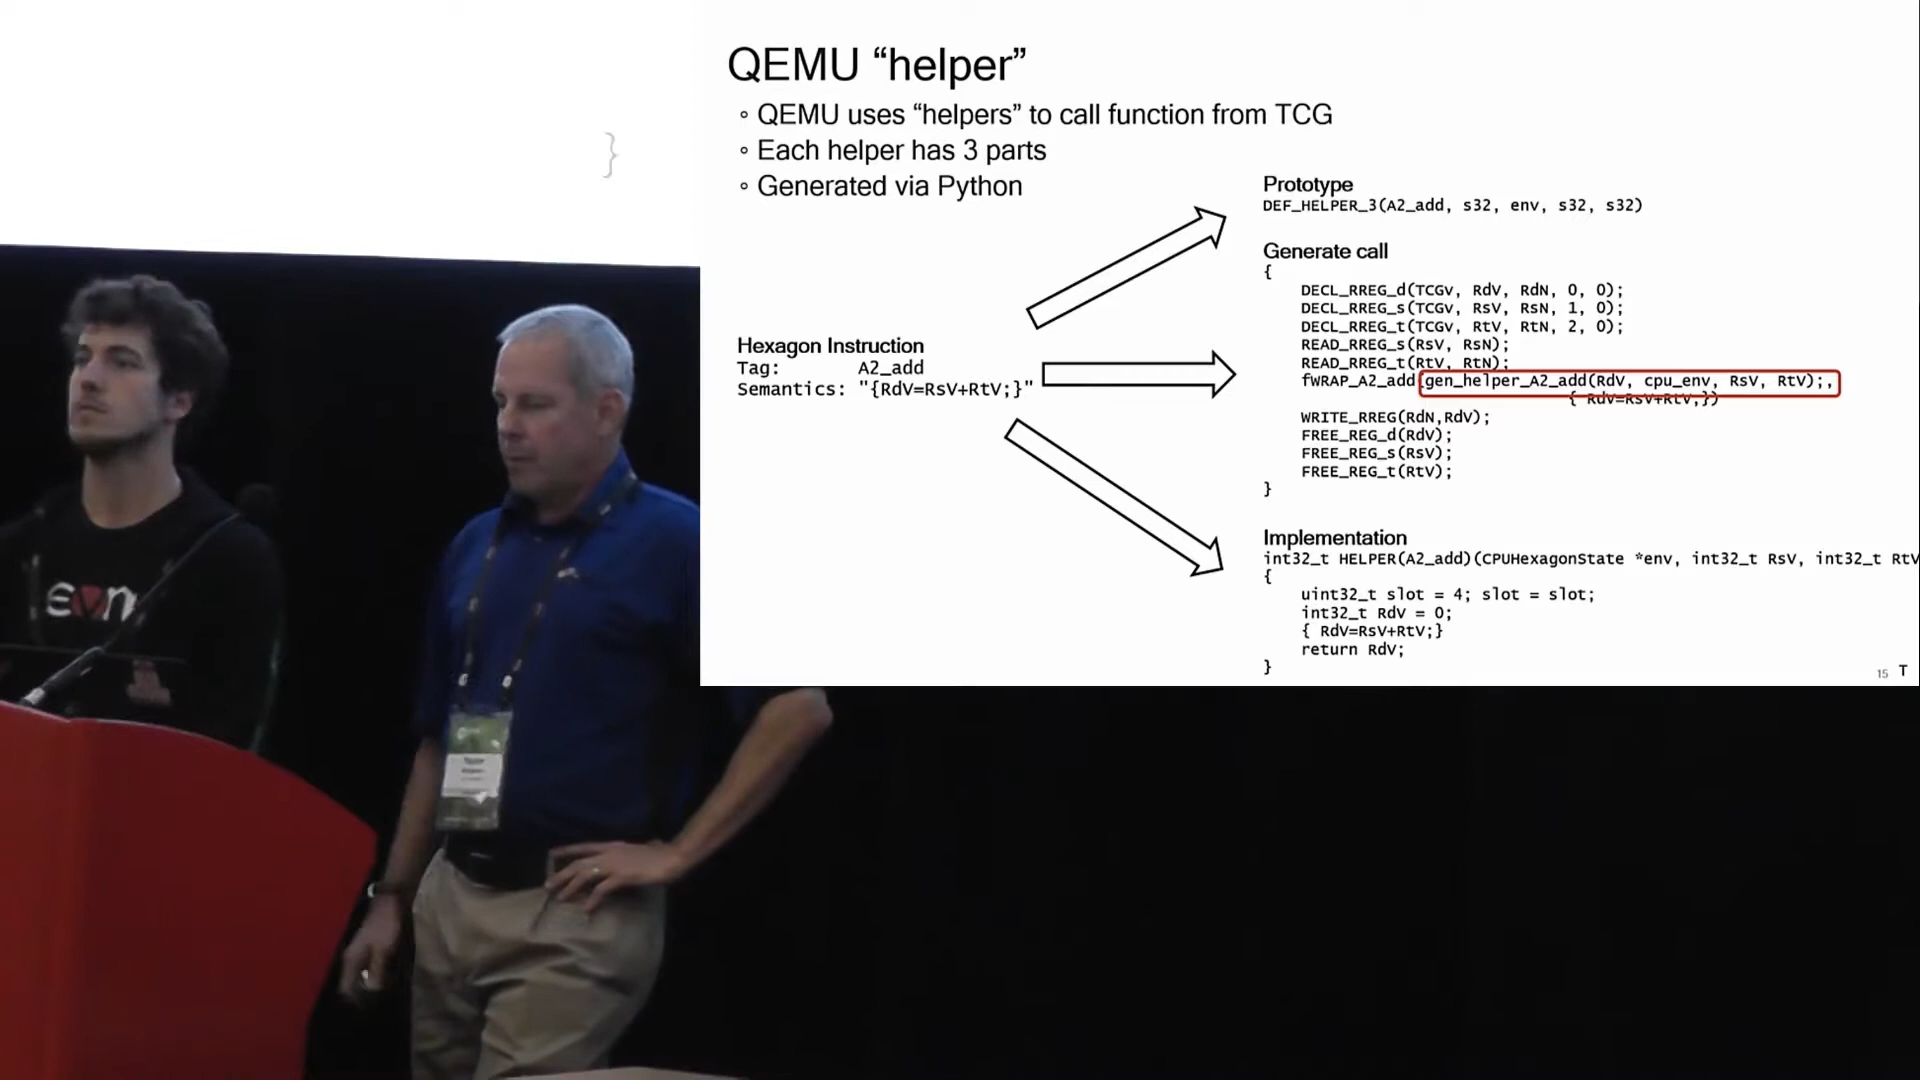 }
QEMU “helper”
◦ QEMU uses “helpers” to call function from TCG
◦ Each helper has 3 parts
◦ Generated via Python
Hexagon Instruction
Tag: A2_add
Semantics: "{RdV=RsV+RtV;}"
Prototype
DEF_HELPER_3(A2_add, s32, env, s32, s32)
Generate call
{
DECL_RREG_d(TCGv, RdV, RdN, 0, 0);
DECL_RREG_s(TCGv, RsV, RsN, 1, 0);
DECL_RREG_t(TCGv, RtV, RtN, 2, 0);
READ_RREG_s(RsV, RsN);
READ_RREG_t(RtV, RtN);
fWRAP_A2_add(gen_helper_A2_add(RdV, cpu_env, RsV, RtV);,
{ RdV=RsV+RtV;})
WRITE_RREG(RdN,RdV);
FREE_REG_d(RdV);
FREE_REG_s(RsV);
FREE_REG_t(RtV);
}
Implementation
int32_t HELPER(A2_add)(CPUHexagonState *env, int32_t RsV, int32_t RtV
{
uint32_t slot = 4; slot = slot;
int32_t RdV = 0;
{ RdV=RsV+RtV;}
return RdV;
}
15 T